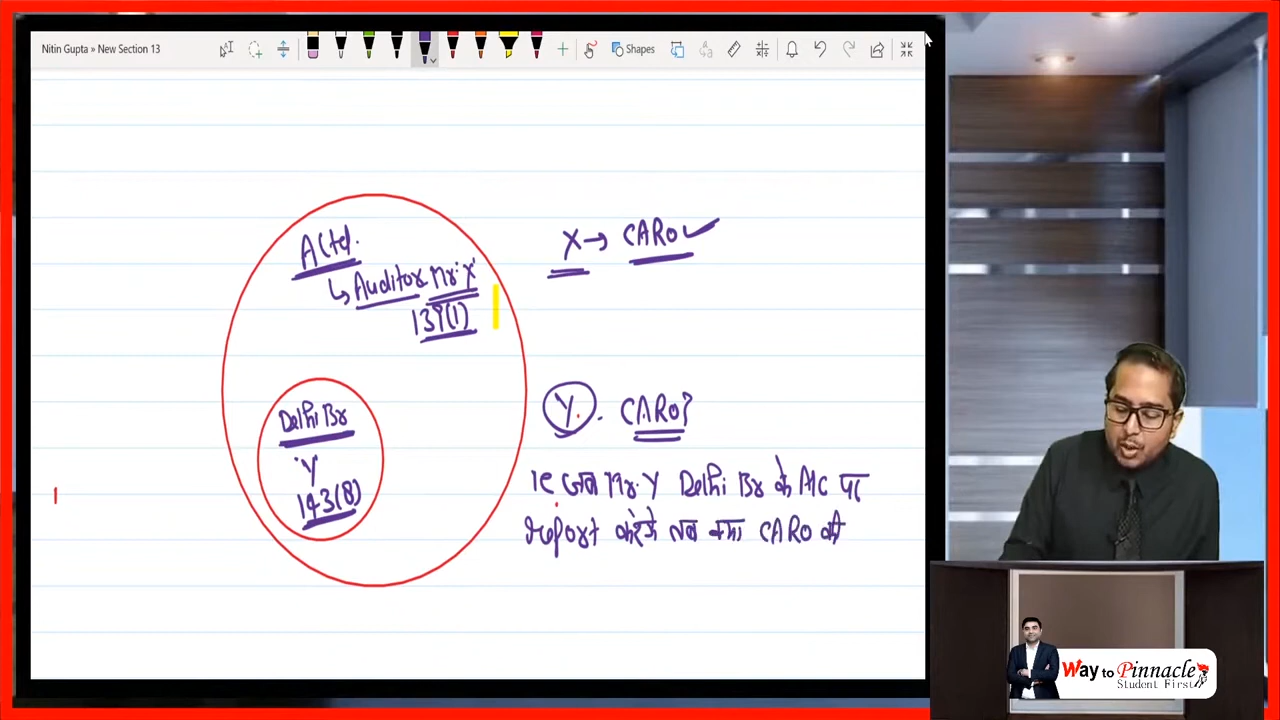 Nitin Gupta » New Section 13
Shapes
A Ltd.
↳ Auditor Mr. 'X'
139(1)
X → CARO ✓
Delhi Br
'Y'
143(8)
Y. CARO?
कि जब Mr. Y Delhi Br के A/C पर
report करेंगे तब क्या CARO की
Way to Pinnacle
Student First